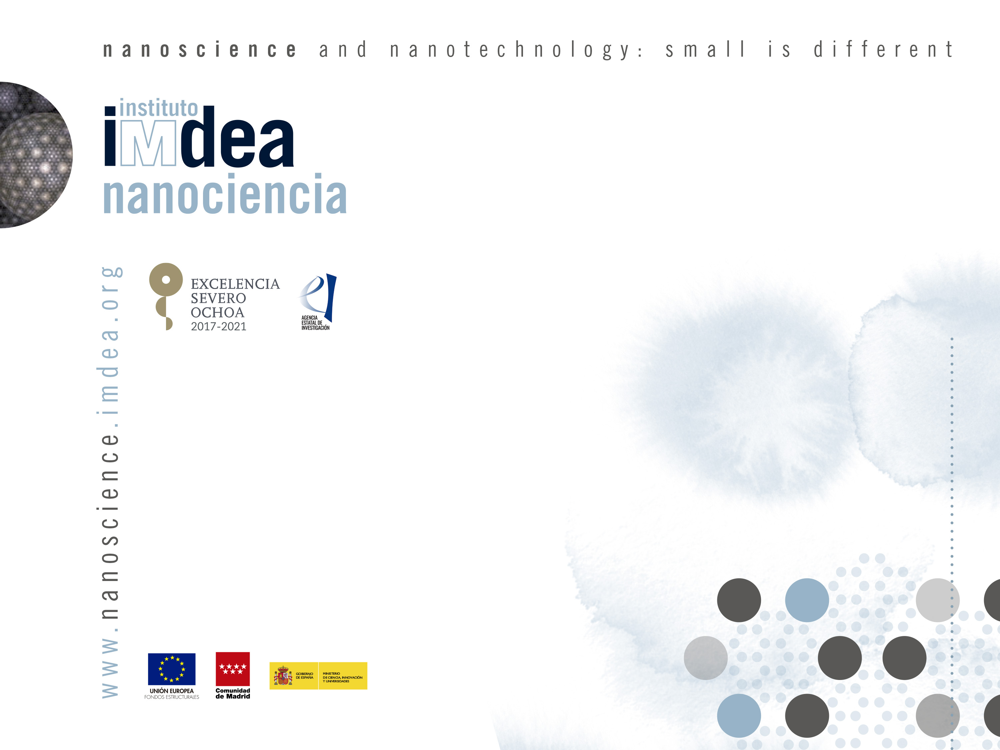 nanoscience and nanotechnology: small is different
instituto
iMdea
nanociencia
www.nanoscience.imdea.org
EXCELENCIA
SEVERO
OCHOA
2017-2021
AGENCIA
ESTATAL DE
INVESTIGACIÓN
UNIÓN EUROPEA
FONDOS ESTRUCTURALES
Comunidad
de Madrid
GOBIERNO
DE ESPAÑA
MINISTERIO
DE CIENCIA, INNOVACIÓN
Y UNIVERSIDADES